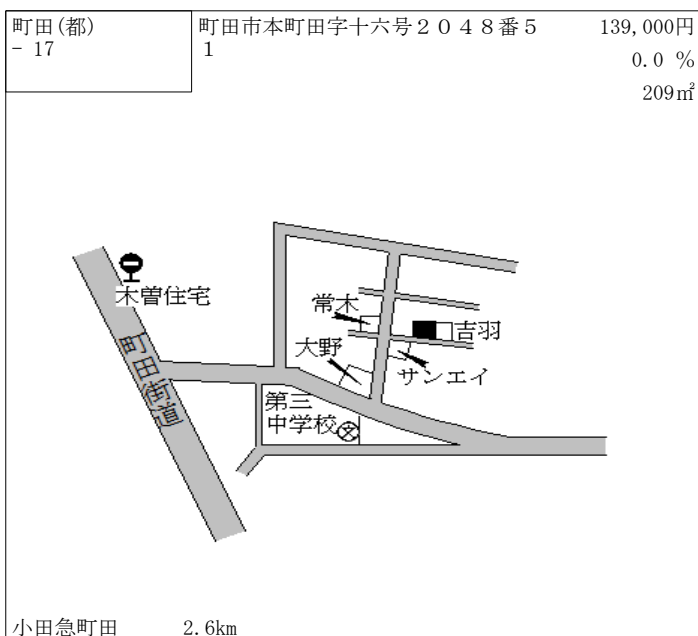 町田(都)
- 17
町田市本町田字十六号２０４８番５
1
139,000円
0.0 %
209㎡
木曽住宅
常木
吉羽
大野
サンエイ
町田街道
第三
中学校
小田急町田 2.6km